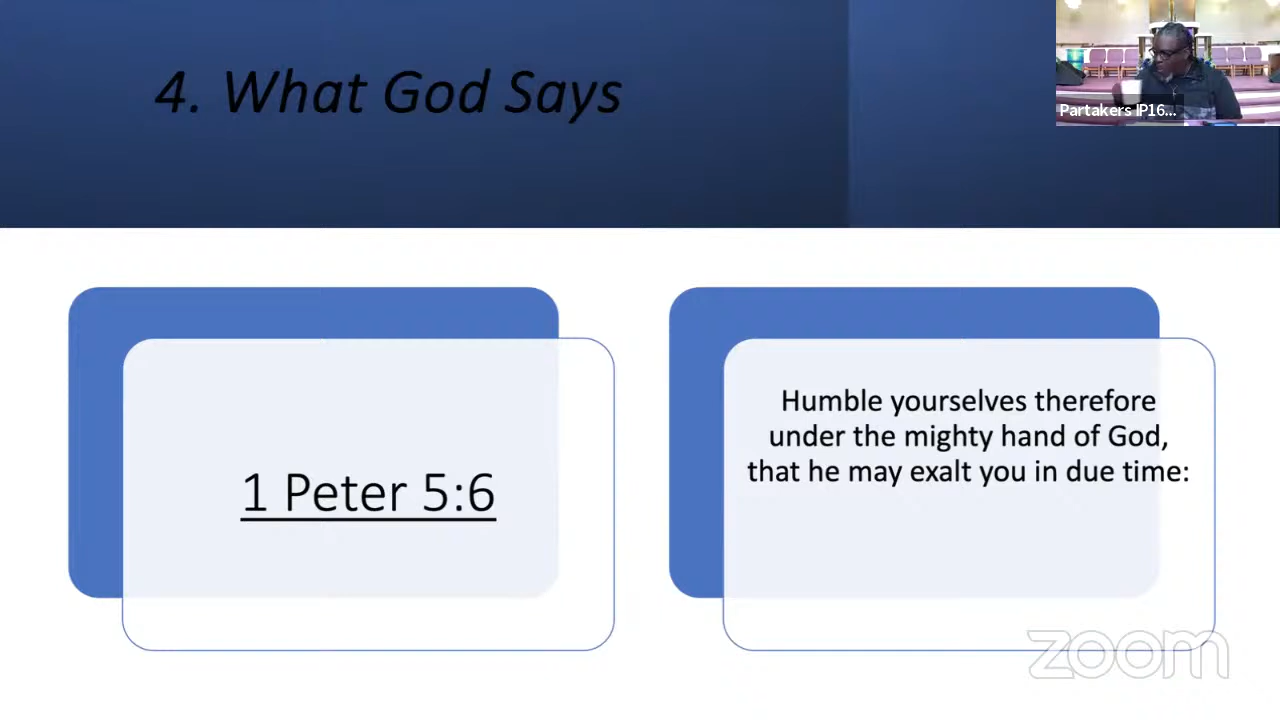 4. What God Says
Partakers IP16...
1 Peter 5:6
Humble yourselves therefore
under the mighty hand of God,
that he may exalt you in due time:
zoom